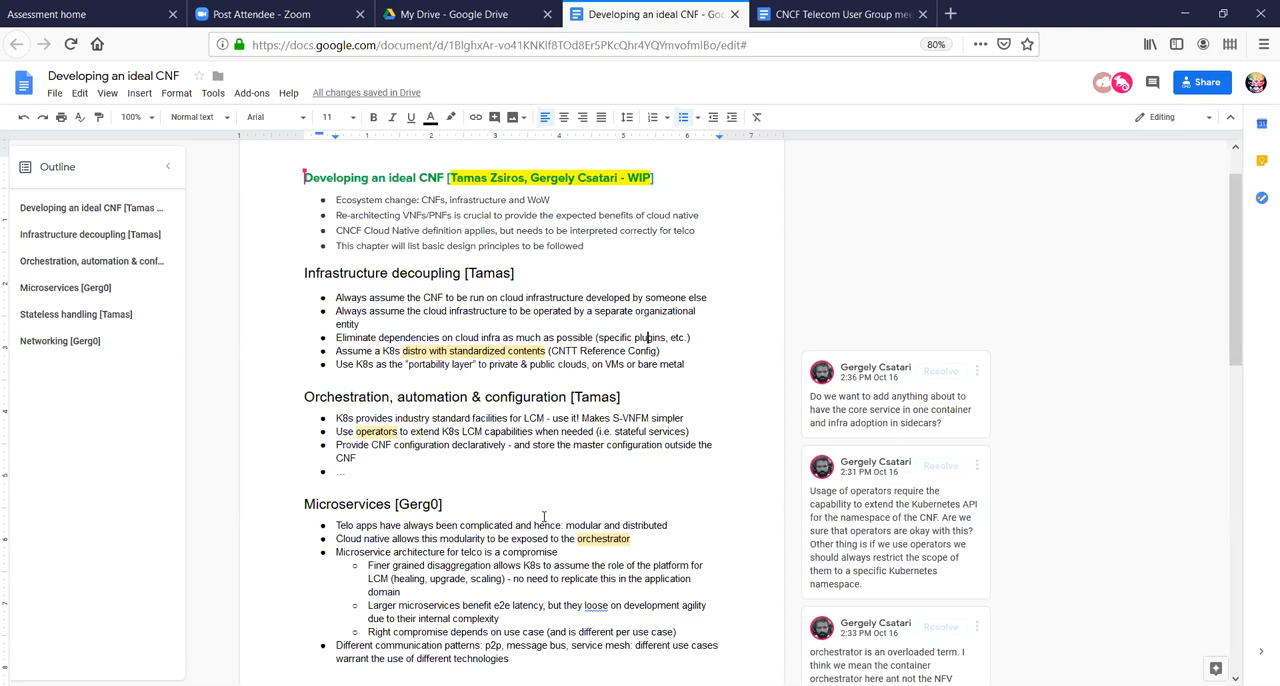 Assessment home
Post Attendee - Zoom
My Drive - Google Drive
Developing an ideal CNF - Goo
CNCF Telecom User Group mee
https://docs.google.com/document/d/1BlghxAr-vo41KNKlf8TOd8Er5PKcQhr4YQYmvofmlBo/edit#
80%
Developing an ideal CNF
File Edit View Insert Format Tools Add-ons Help All changes saved in Drive
Share
100% Normal text Arial 11
Editing
Outline
Developing an ideal CNF [Tamas ...
Infrastructure decoupling [Tamas]
Orchestration, automation & conf...
Microservices [Gerg0]
Stateless handling [Tamas]
Networking [Gerg0]
Developing an ideal CNF [Tamas Zsiros, Gergely Csatari - WIP]
Ecosystem change: CNFs, infrastructure and WoW
Re-architecting VNFs/PNFs is crucial to provide the expected benefits of cloud native
CNCF Cloud Native definition applies, but needs to be interpreted correctly for telco
This chapter will list basic design principles to be followed
Infrastructure decoupling [Tamas]
Always assume the CNF to be run on cloud infrastructure developed by someone else
Always assume the cloud infrastructure to be operated by a separate organizational
entity
Eliminate dependencies on cloud infra as much as possible (specific plugins, etc.)
Assume a K8s distro with standardized contents (CNTT Reference Config)
Use K8s as the "portability layer" to private & public clouds, on VMs or bare metal
Orchestration, automation & configuration [Tamas]
K8s provides industry standard facilities for LCM - use it! Makes S-VNFM simpler
Use operators to extend K8s LCM capabilities when needed (i.e. stateful services)
Provide CNF configuration declaratively - and store the master configuration outside the
CNF
...
Microservices [Gerg0]
Telo apps have always been complicated and hence: modular and distributed
Cloud native allows this modularity to be exposed to the orchestrator
Microservice architecture for telco is a compromise
Finer grained disaggregation allows K8s to assume the role of the platform for
LCM (healing, upgrade, scaling) - no need to replicate this in the application
domain
Larger microservices benefit e2e latency, but they loose on development agility
due to their internal complexity
Right compromise depends on use case (and is different per use case)
Different communication patterns: p2p, message bus, service mesh: different use cases
warrant the use of different technologies
Gergely Csatari
Resolve
2:36 PM Oct 16
Do we want to add anything about to
have the core service in one container
and infra adoption in sidecars?
Gergely Csatari
Resolve
2:31 PM Oct 16
Usage of operators require the
capability to extend the Kubernetes API
for the namespace of the CNF. Are we
sure that operators are okay with this?
Other thing is if we use operators we
should always restrict the scope of
them to a specific Kubernetes
namespace.
Gergely Csatari
Resolve
2:33 PM Oct 16
orchestrator is an overloaded term. I
think we mean the container
orchestrator here ant not the NFV